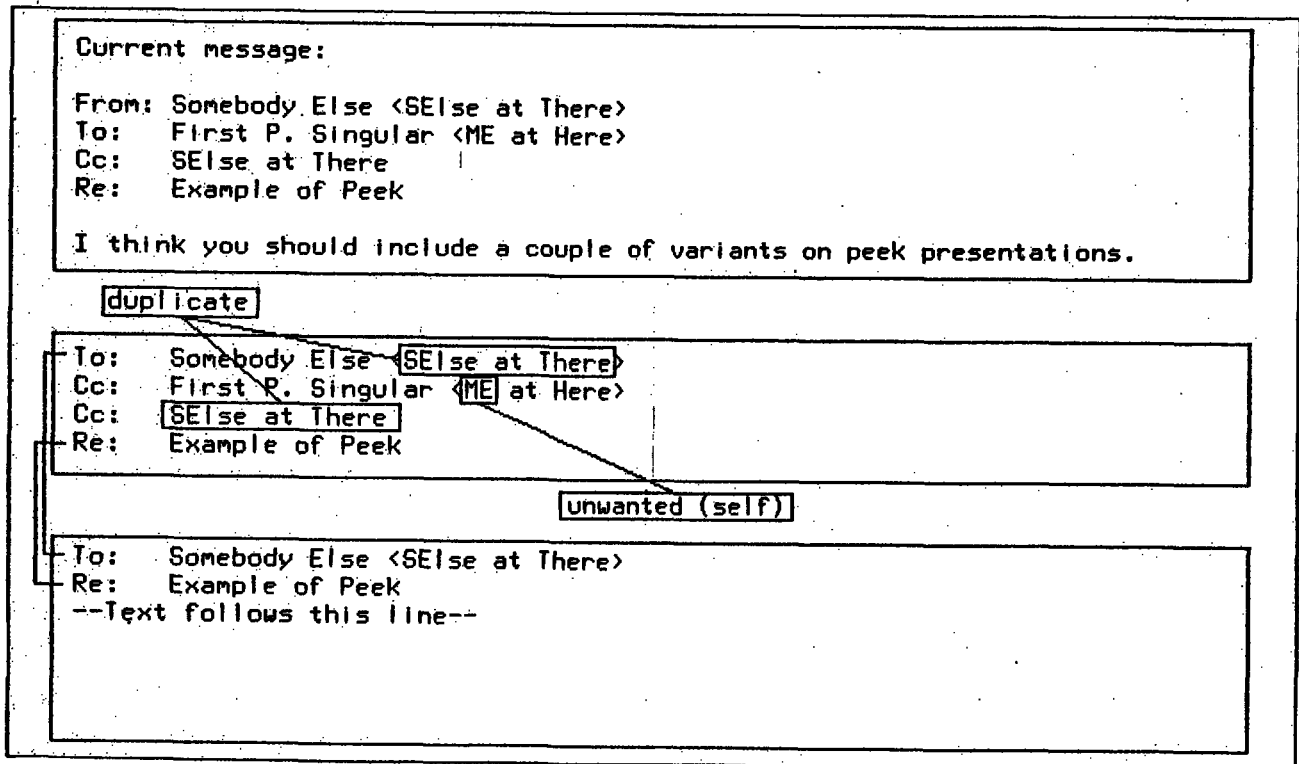 Current message:
From: Somebody Else <SElse at There>
To: First P. Singular <ME at Here>
Cc: SElse at There
Re: Example of Peek
I think you should include a couple of variants on peek presentations.
duplicate
To: Somebody Else <SElse at There>
Cc: First P. Singular <ME at Here>
Cc: SElse at There
Re: Example of Peek
unwanted (self)
To: Somebody Else <SElse at There>
Re: Example of Peek
--Text follows this line--